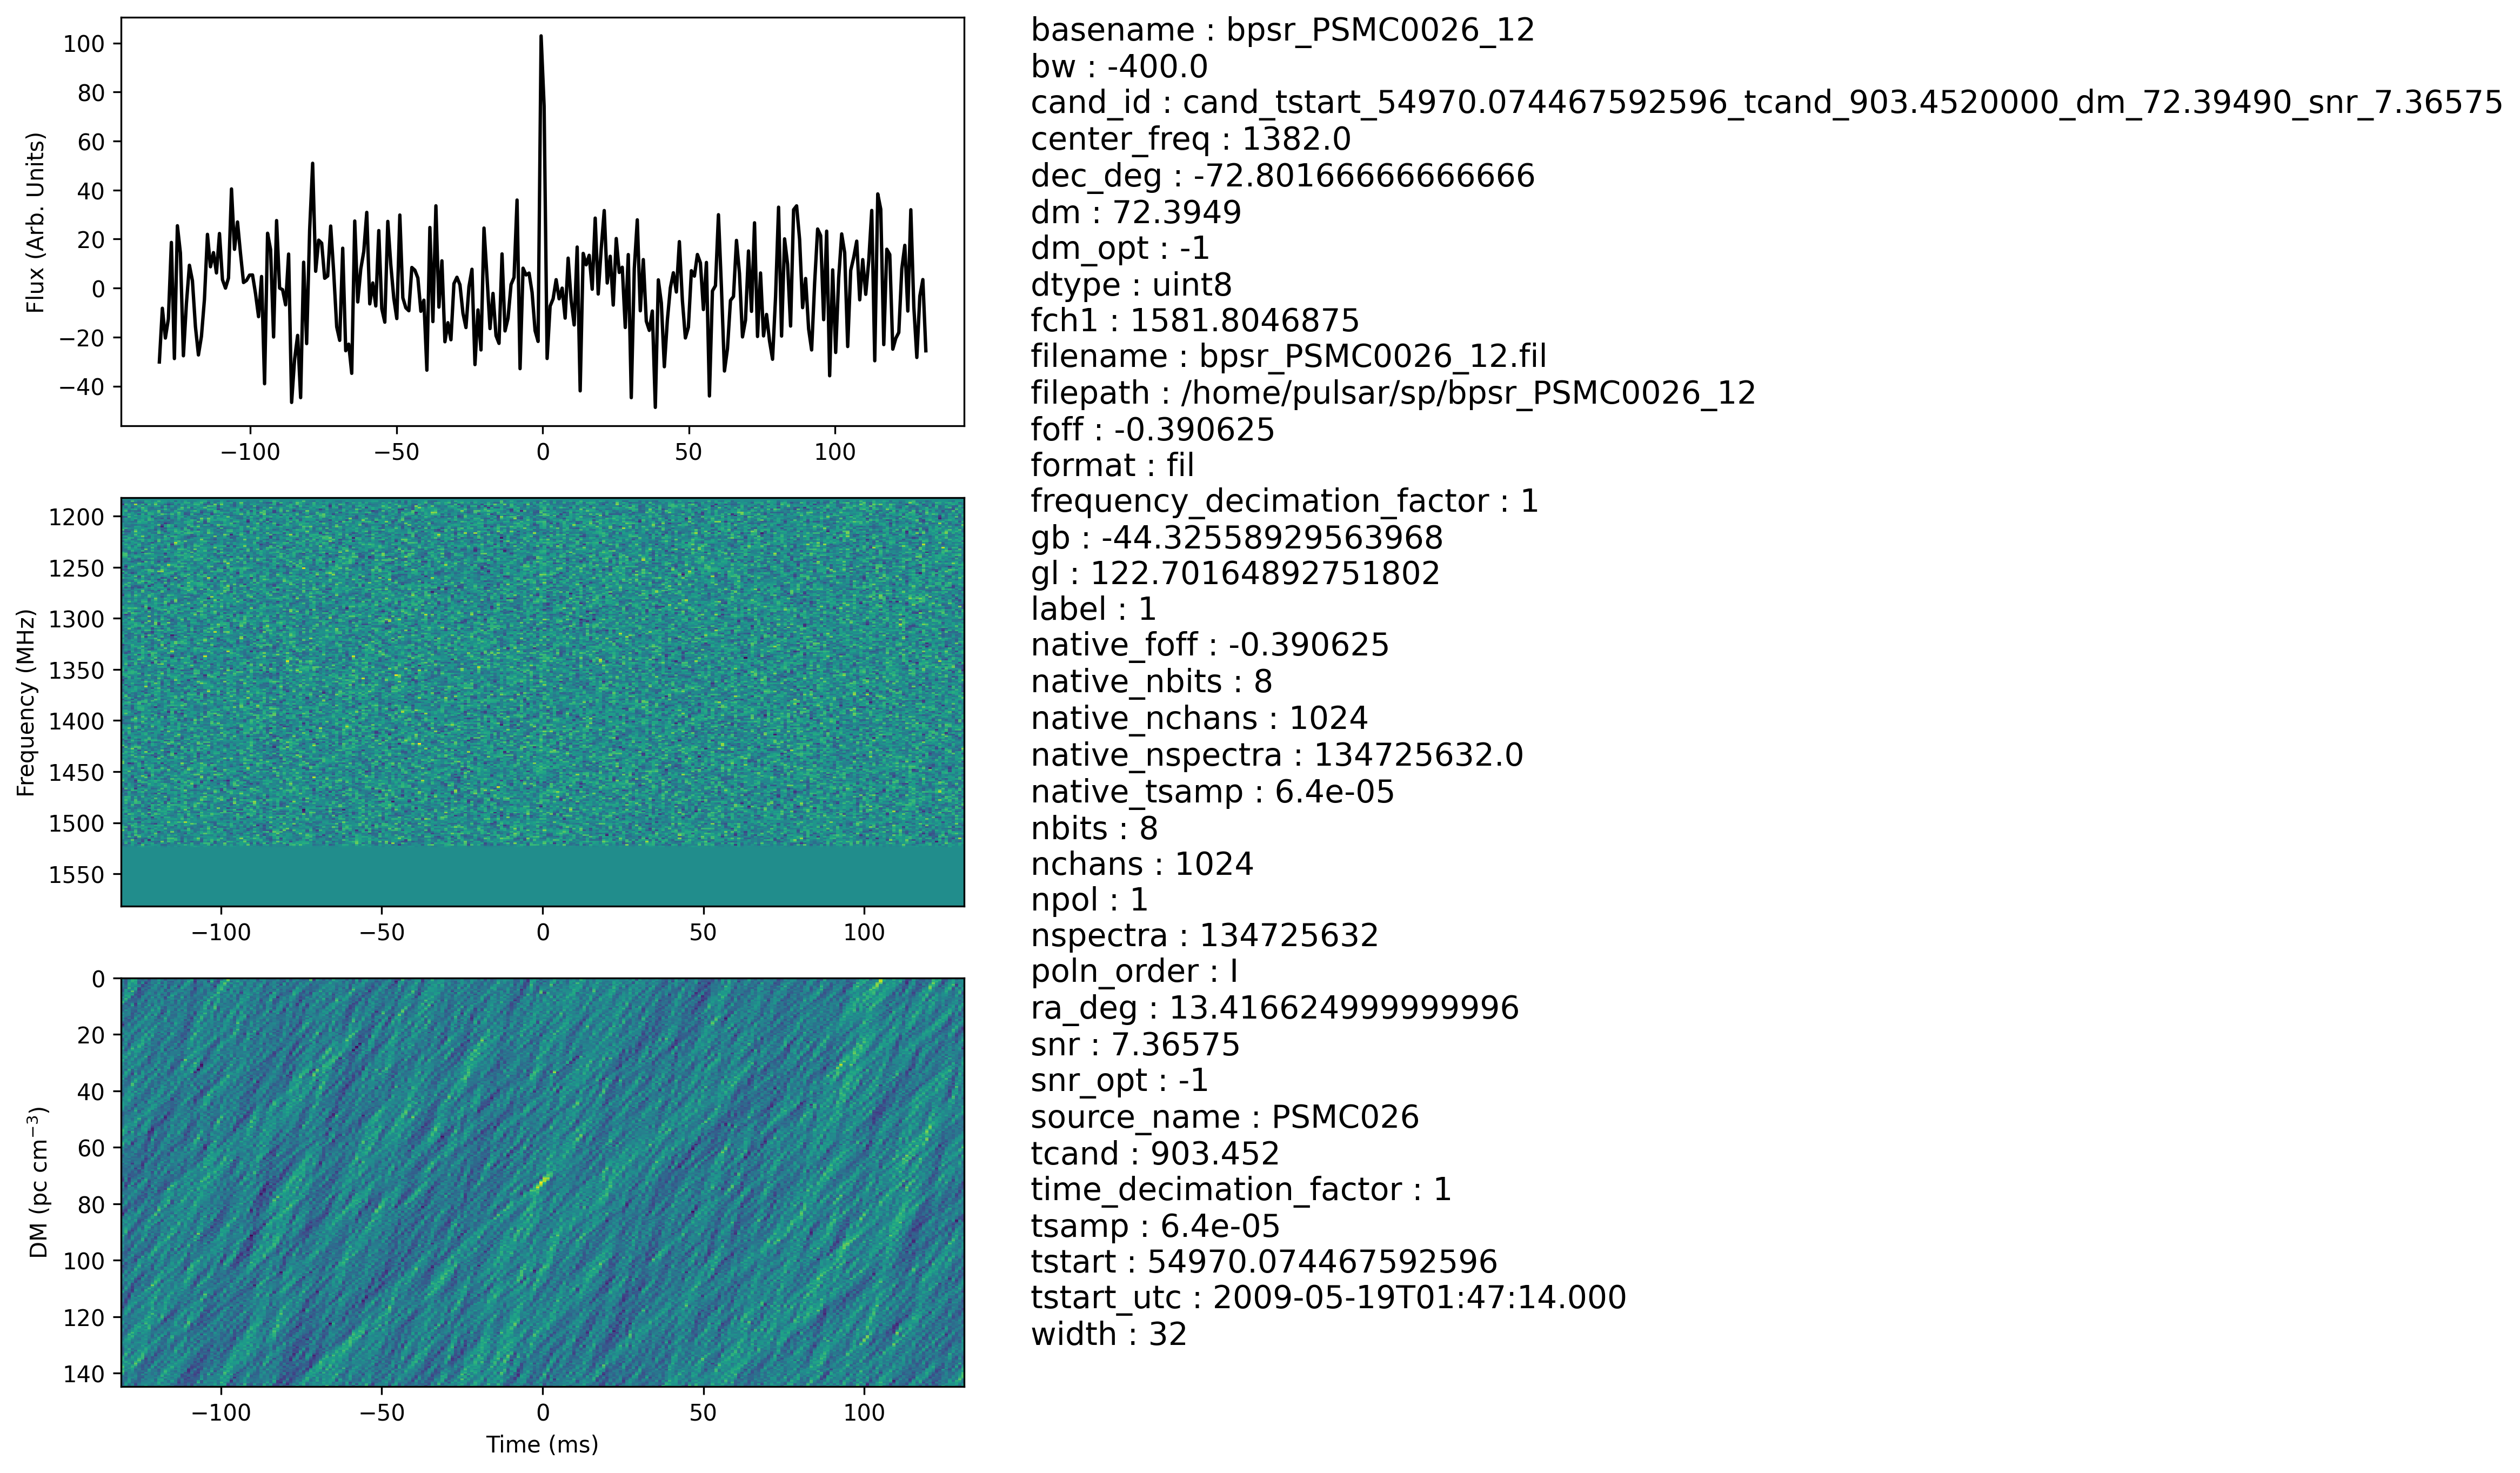 100
80
60
40
20
0
−20
−40
Flux (Arb. Units)
−100
−50
0
50
100
1200
1250
1300
1350
1400
1450
1500
1550
Frequency (MHz)
−100
−50
0
50
100
0
20
40
60
80
100
120
140
DM (pc cm⁻³)
−100
−50
0
50
100
Time (ms)
basename : bpsr_PSMC0026_12
bw : -400.0
cand_id : cand_tstart_54970.074467592596_tcand_903.4520000_dm_72.39490_snr_7.36575
center_freq : 1382.0
dec_deg : -72.80166666666666
dm : 72.3949
dm_opt : -1
dtype : uint8
fch1 : 1581.8046875
filename : bpsr_PSMC0026_12.fil
filepath : /home/pulsar/sp/bpsr_PSMC0026_12
foff : -0.390625
format : fil
frequency_decimation_factor : 1
gb : -44.32558929563968
gl : 122.70164892751802
label : 1
native_foff : -0.390625
native_nbits : 8
native_nchans : 1024
native_nspectra : 134725632.0
native_tsamp : 6.4e-05
nbits : 8
nchans : 1024
npol : 1
nspectra : 134725632
poln_order : I
ra_deg : 13.416624999999996
snr : 7.36575
snr_opt : -1
source_name : PSMC026
tcand : 903.452
time_decimation_factor : 1
tsamp : 6.4e-05
tstart : 54970.074467592596
tstart_utc : 2009-05-19T01:47:14.000
width : 32